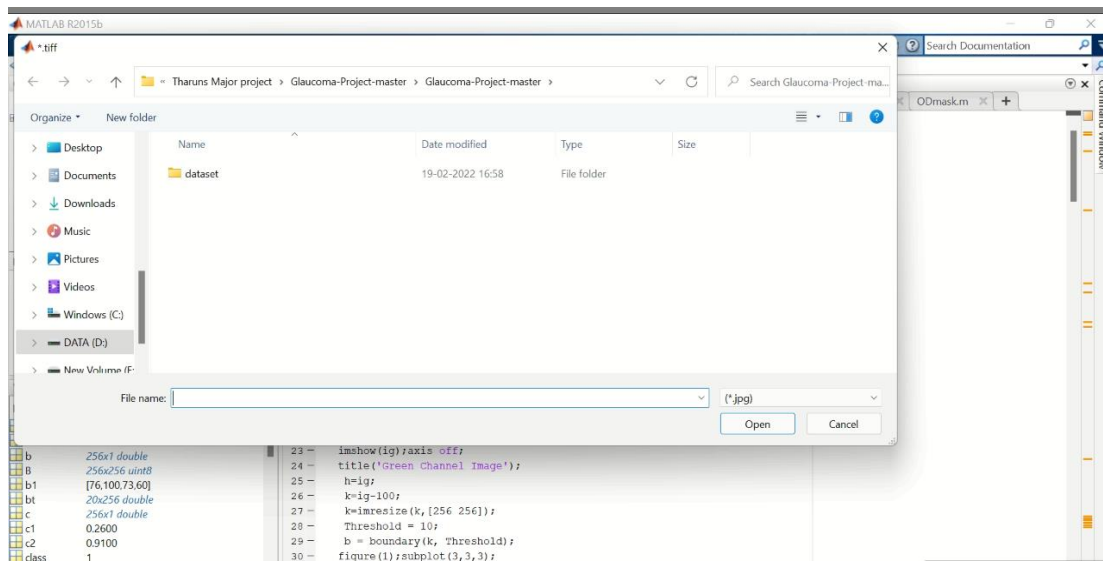 MATLAB R2015b
*.tiff
Search Documentation
« Tharuns Major project > Glaucoma-Project-master > Glaucoma-Project-master >
Search Glaucoma-Project-ma...
ODmask.m
Command Window
Organize
New folder
Name
Date modified
Type
Size
Desktop
Documents
Downloads
Music
Pictures
Videos
Windows (C:)
DATA (D:)
New Volume (E:
dataset
19-02-2022 16:58
File folder
File name:
(*.jpg)
Open
Cancel
b 256x1 double
B 256x256 uint8
b1 [76,100,73,60]
bt 20x256 double
c 256x1 double
c1 0.2600
c2 0.9100
class 1
23 - imshow(ig);axis off;
24 - title('Green Channel Image');
25 - h=ig;
26 - k=ig-100;
27 - k=imresize(k,[256 256]);
28 - Threshold = 10;
29 - b = boundary(k, Threshold);
30 - figure(1);subplot(3,3,3);